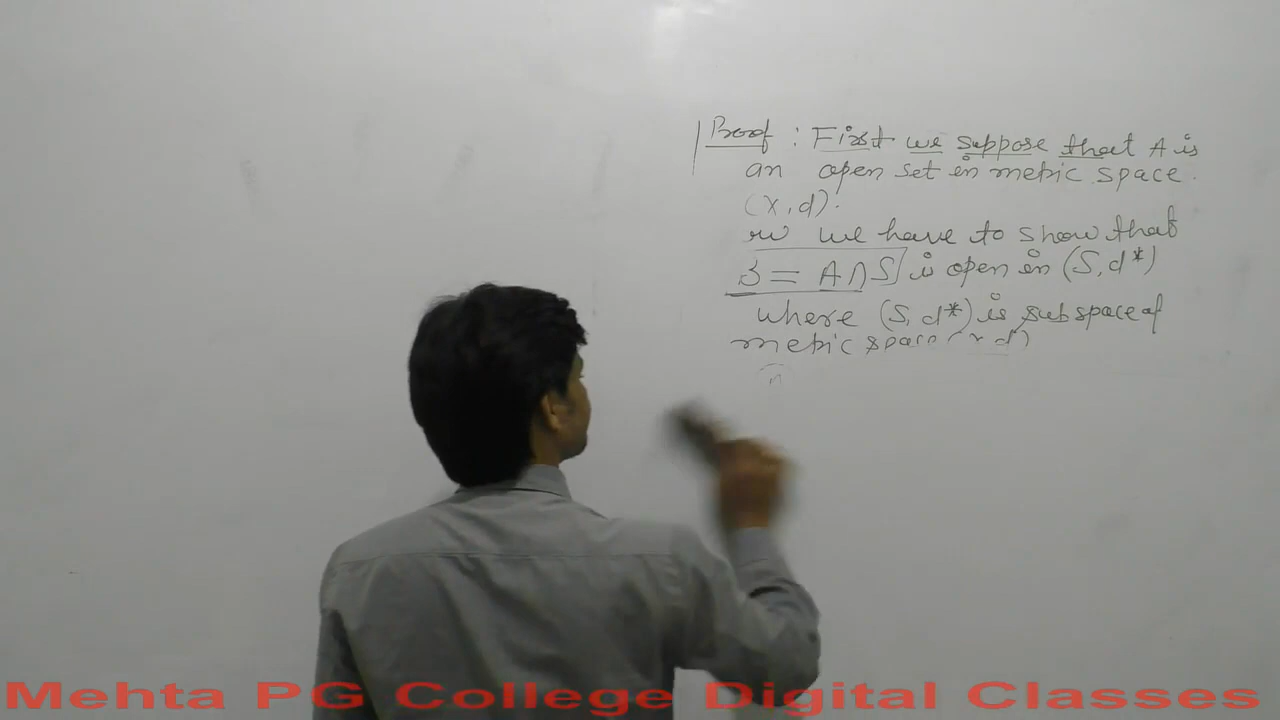 Proof : First we suppose that A is
an open set in metric space.
(X, d).
we have to show that
= A∩S is open in (S, d*)
where (S, d*) is subspace of
metric space (x d)
Mehta PG College Digital Classes